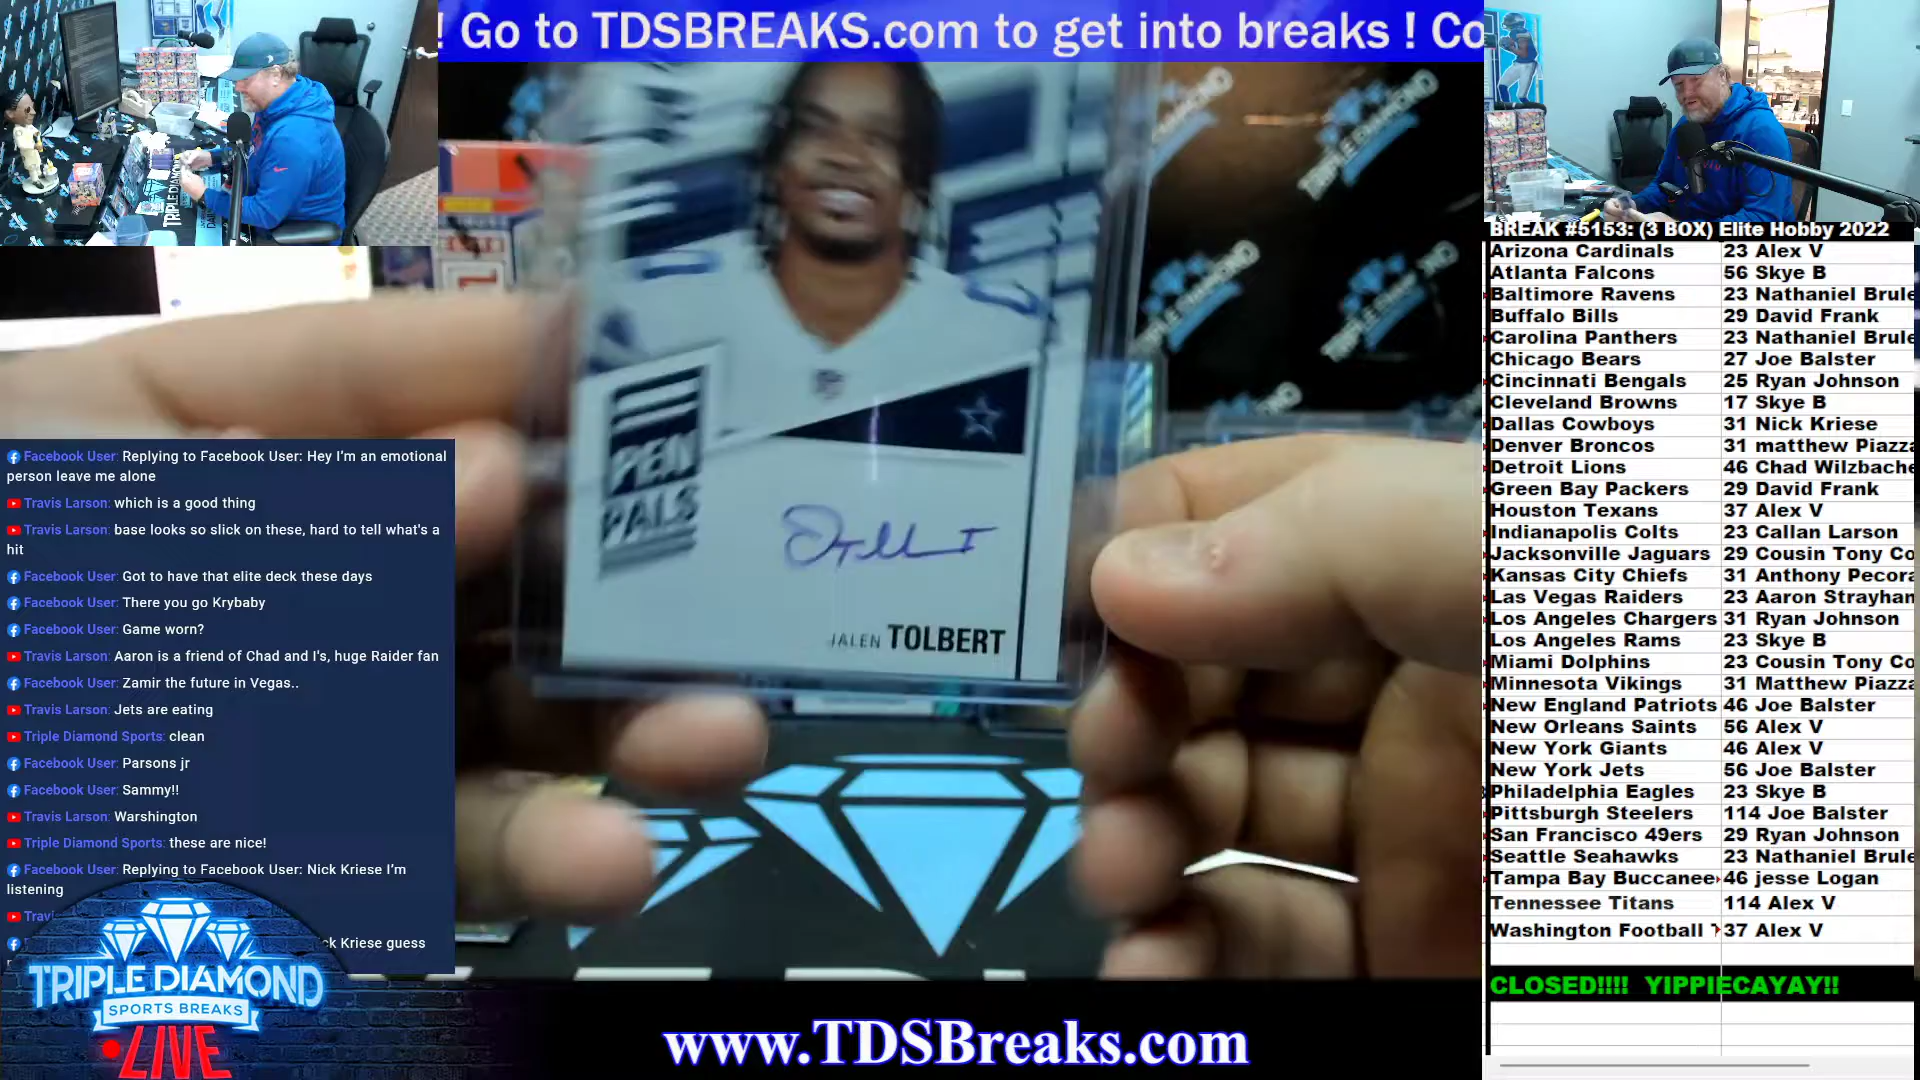 ! Go to TDSBREAKS.com to get into breaks ! Co
BREAK #5153: (3 BOX) Elite Hobby 2022
Arizona Cardinals 23 Alex V
Atlanta Falcons 56 Skye B
Baltimore Ravens 23 Nathaniel Brule
Buffalo Bills 29 David Frank
Carolina Panthers 23 Nathaniel Brule
Chicago Bears 27 Joe Balster
Cincinnati Bengals 25 Ryan Johnson
Cleveland Browns 17 Skye B
Dallas Cowboys 31 Nick Kriese
Denver Broncos 31 matthew Piazza
Detroit Lions 46 Chad Wilzbache
Green Bay Packers 29 David Frank
Houston Texans 37 Alex V
Indianapolis Colts 23 Callan Larson
Jacksonville Jaguars 29 Cousin Tony Co
Kansas City Chiefs 31 Anthony Pecora
Las Vegas Raiders 23 Aaron Strayhan
Los Angeles Chargers 31 Ryan Johnson
Los Angeles Rams 23 Skye B
Miami Dolphins 23 Cousin Tony Co
Minnesota Vikings 31 Matthew Piazza
New England Patriots 46 Joe Balster
New Orleans Saints 56 Alex V
New York Giants 46 Alex V
New York Jets 56 Joe Balster
Philadelphia Eagles 23 Skye B
Pittsburgh Steelers 114 Joe Balster
San Francisco 49ers 29 Ryan Johnson
Seattle Seahawks 23 Nathaniel Brule
Tampa Bay Buccanee 46 jesse Logan
Tennessee Titans 114 Alex V
Washington Football 37 Alex V
CLOSED!!!! YIPPIECAYAY!!
PEN
PALS
JALEN TOLBERT
TRIPLE DIAMOND
TRIPLE DIAMOND
TRIPLE DIAMOND
Facebook User: Replying to Facebook User: Hey I'm an emotional
person leave me alone
Travis Larson: which is a good thing
Travis Larson: base looks so slick on these, hard to tell what's a
hit
Facebook User: Got to have that elite deck these days
Facebook User: There you go Krybaby
Facebook User: Game worn?
Travis Larson: Aaron is a friend of Chad and I's, huge Raider fan
Facebook User: Zamir the future in Vegas..
Travis Larson: Jets are eating
Triple Diamond Sports: clean
Facebook User: Parsons jr
Facebook User: Sammy!!
Travis Larson: Warshington
Triple Diamond Sports: these are nice!
Facebook User: Replying to Facebook User: Nick Kriese I'm
listening
Travi
ck Kriese guess
TRIPLE DIAMOND
SPORTS BREAKS
LIVE
www.TDSBreaks.com